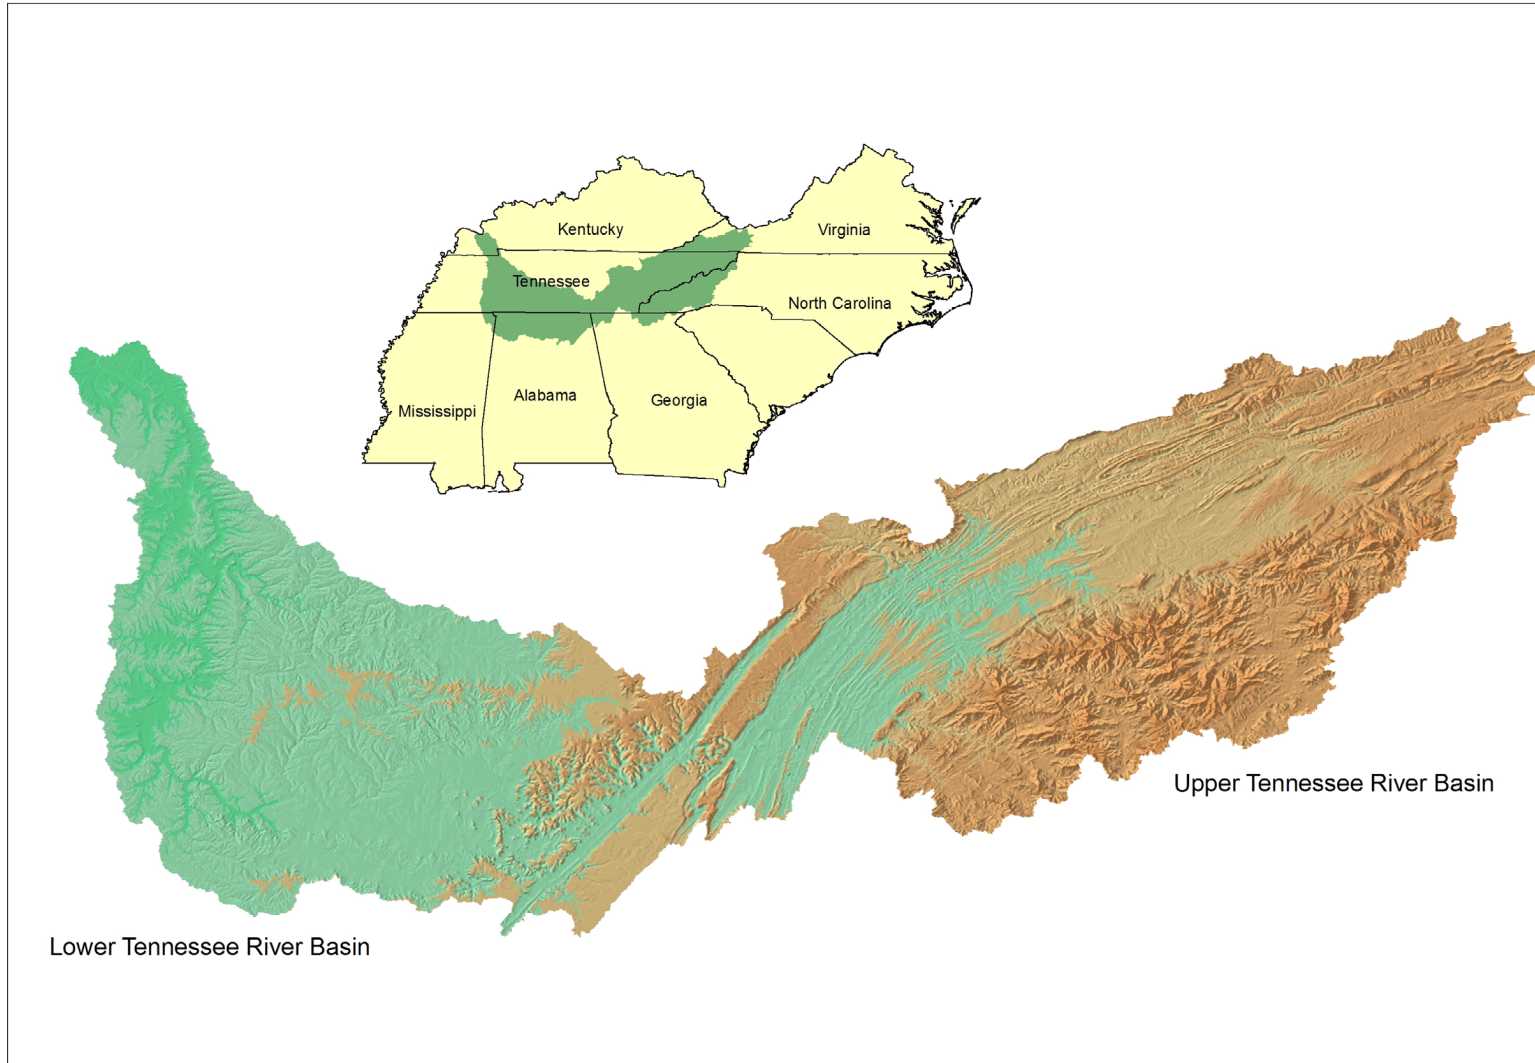 Kentucky
Virginia
Tennessee
North Carolina
Mississippi
Alabama
Georgia
Upper Tennessee River Basin
Lower Tennessee River Basin